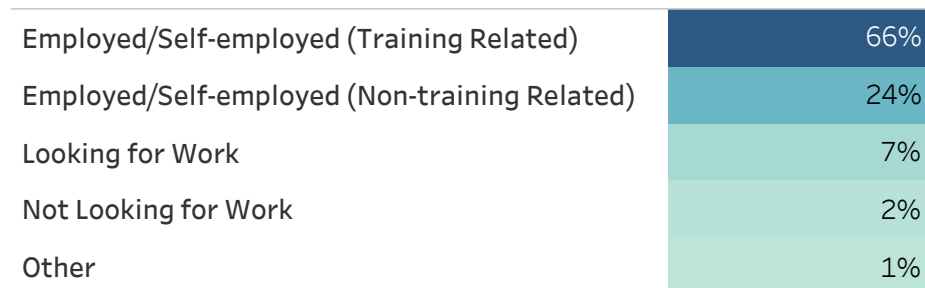 Employed/Self-employed (Training Related) 66%
Employed/Self-employed (Non-training Related) 24%
Looking for Work 7%
Not Looking for Work 2%
Other 1%